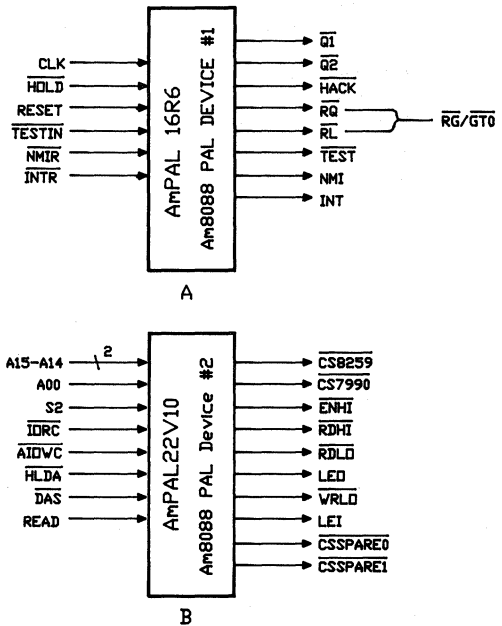 CLK
HOLD
RESET
TESTIN
NMIR
INTR
AmPAL 16R6
Am8088 PAL DEVICE #1
Q1
Q2
HACK
RQ
RL
TEST
NMI
INT
RG/GT0
A
A15-A14
2
A00
S2
IORC
AIOWC
HLDA
DAS
READ
AmPAL22V10
Am8088 PAL Device #2
CS8259
CS7990
ENHI
RDHI
RDLO
LEO
WRLO
LEI
CSSPARE0
CSSPARE1
B